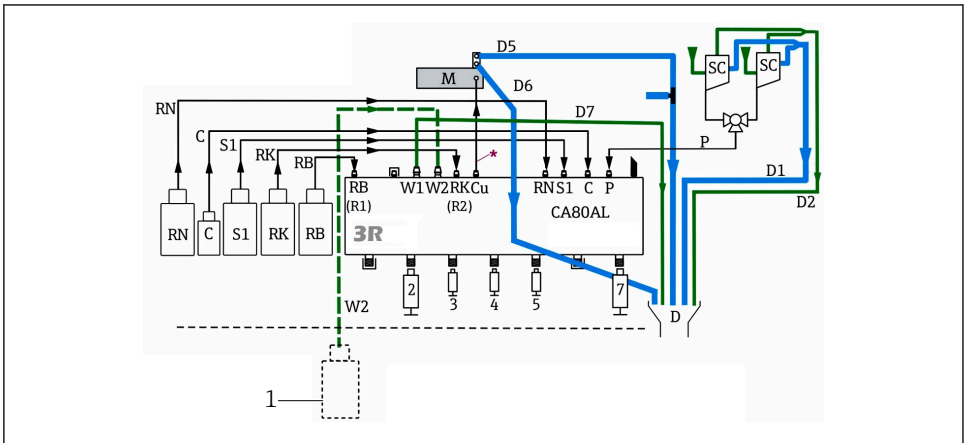 D5
M
SC
SC
D6
RN
D7
C
S1
P
RK
RB
*
RB
W1
W2
RK
Cu
RN
S1
C
P
D1
(R1)
(R2)
CA80AL
D2
RN
C
S1
RK
RB
3R
2
3
4
5
7
W2
D
1